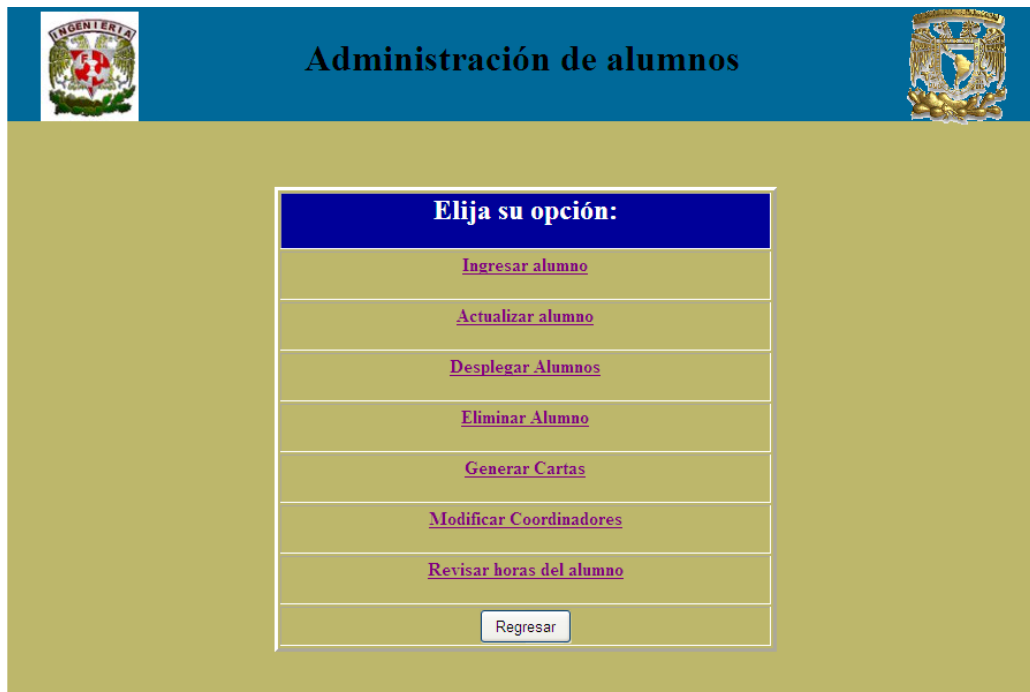 INGENIERIA
Administración de alumnos
Elija su opción:
Ingresar alumno
Actualizar alumno
Desplegar Alumnos
Eliminar Alumno
Generar Cartas
Modificar Coordinadores
Revisar horas del alumno
Regresar